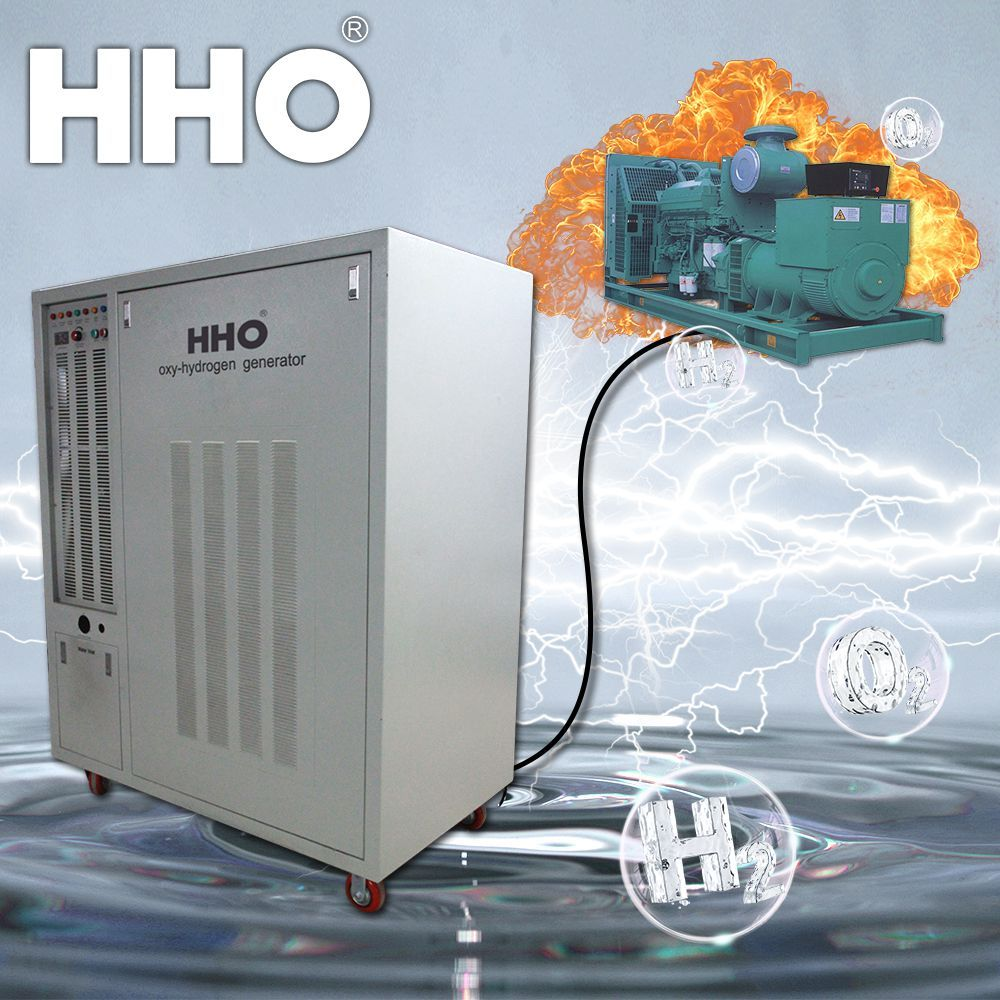 HHO®
O₂
HHO®
oxy-hydrogen generator
H₂
O₂
H₂